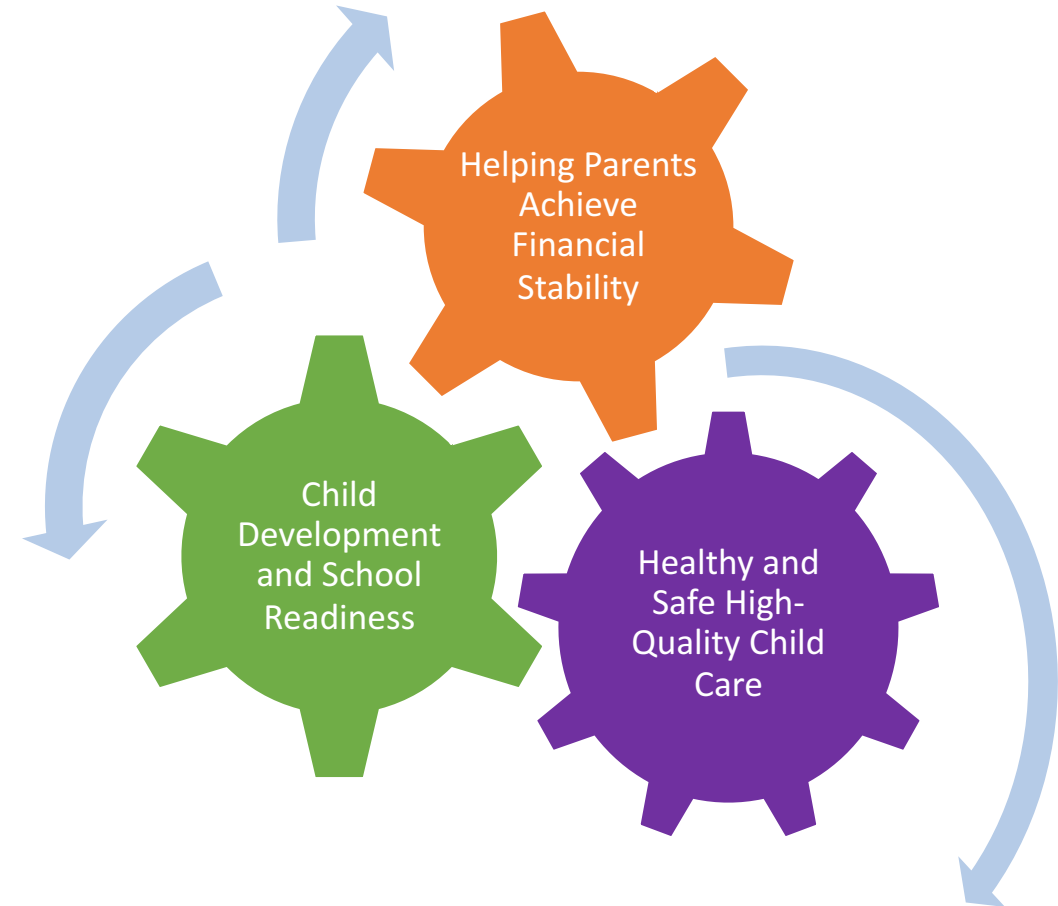 Helping Parents
Achieve
Financial
Stability
Child
Development
and School
Readiness
Healthy and
Safe High-
Quality Child
Care